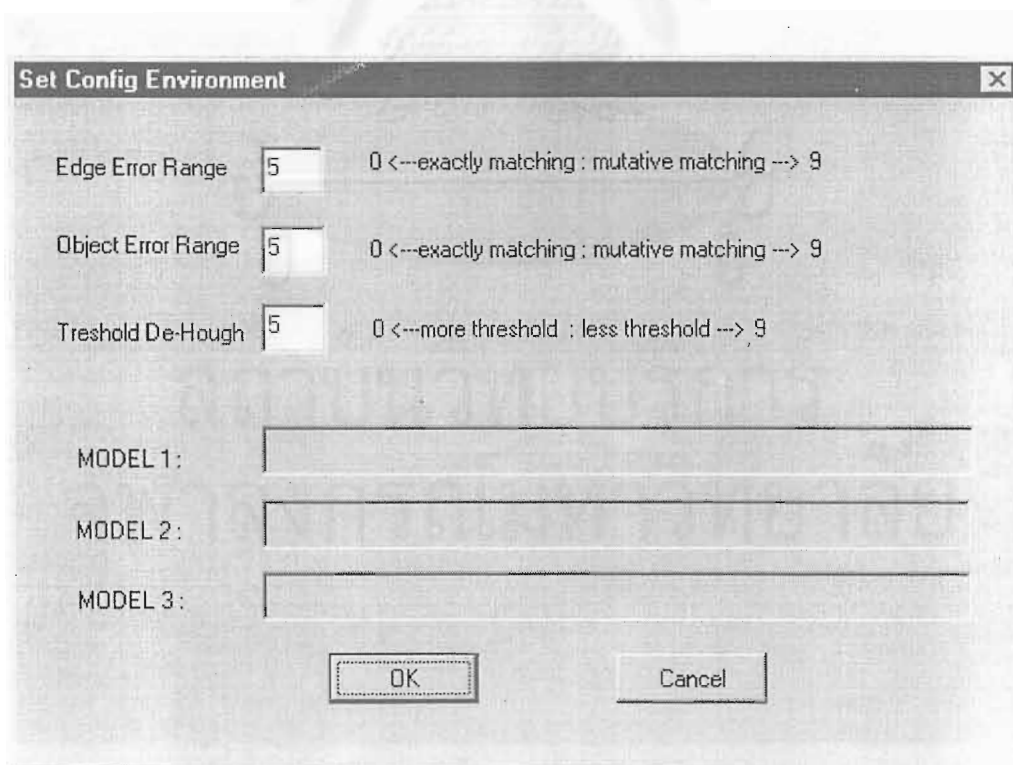 Set Config Environment
Edge Error Range 5 0 <---exactly matching : mutative matching ---> 9
Object Error Range 5 0 <---exactly matching : mutative matching ---> 9
Treshold De-Hough 5 0 <---more threshold : less threshold ---> 9
MODEL 1 :
MODEL 2 :
MODEL 3 :
OK Cancel